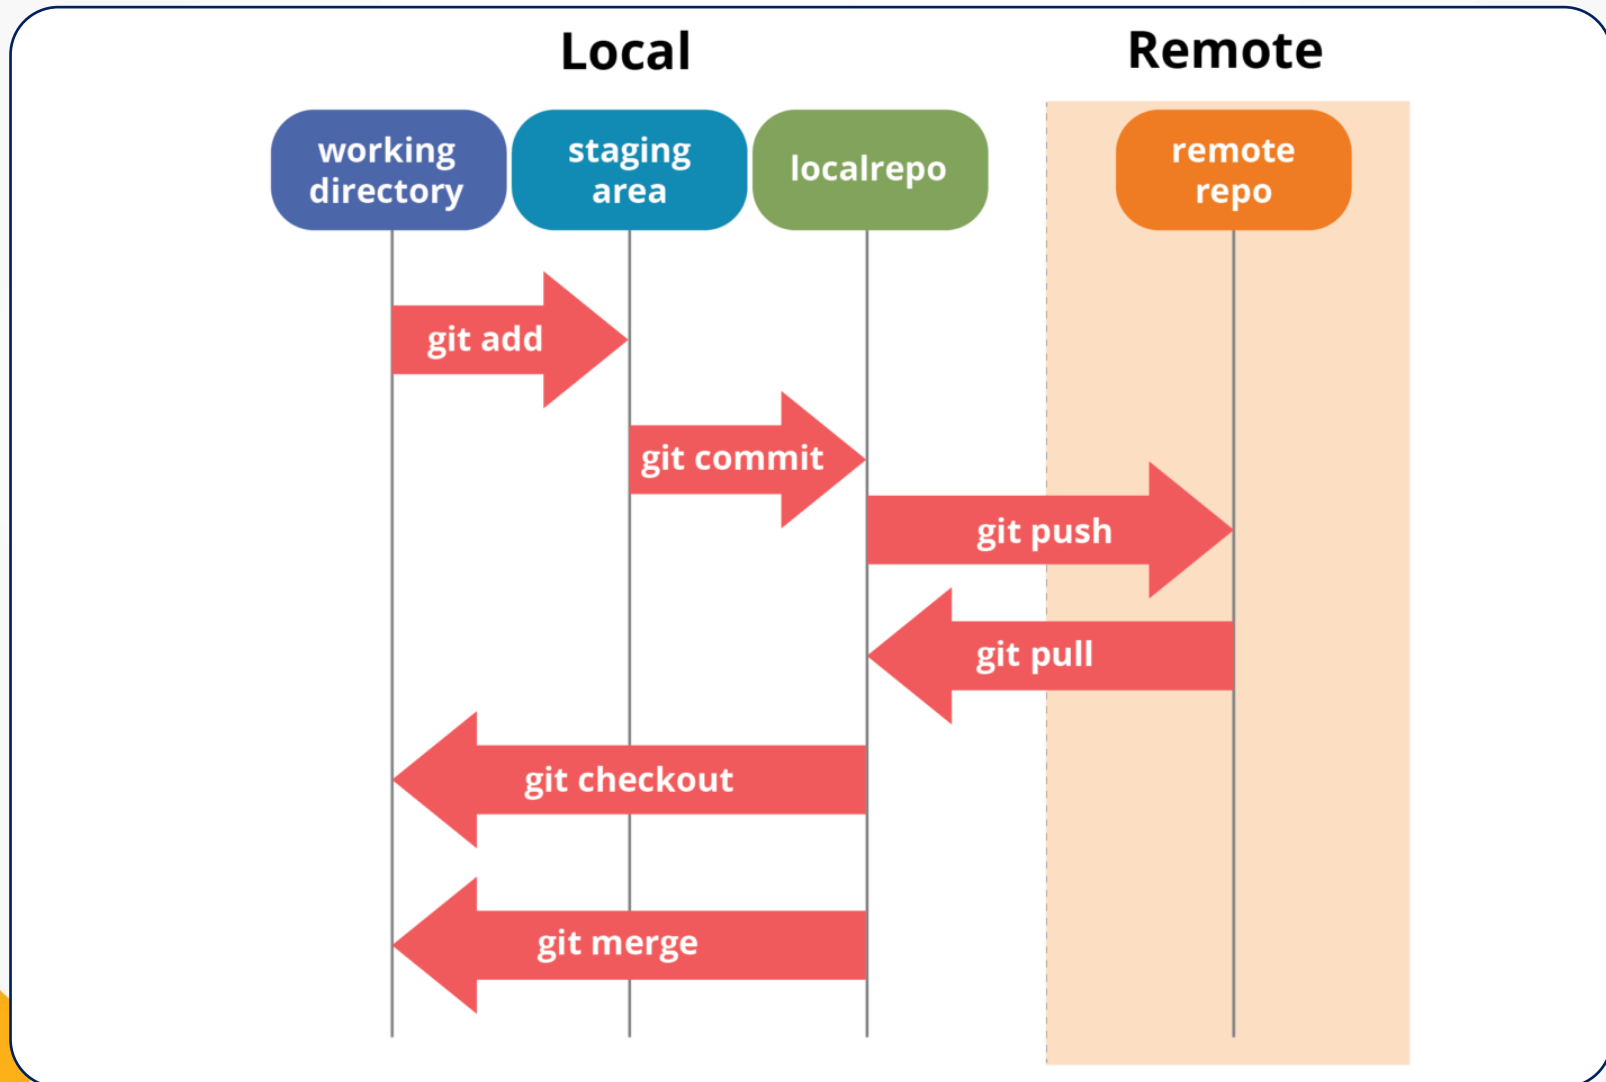 Local
Remote
working
directory
staging
area
localrepo
remote
repo
git add
git commit
git push
git pull
git checkout
git merge